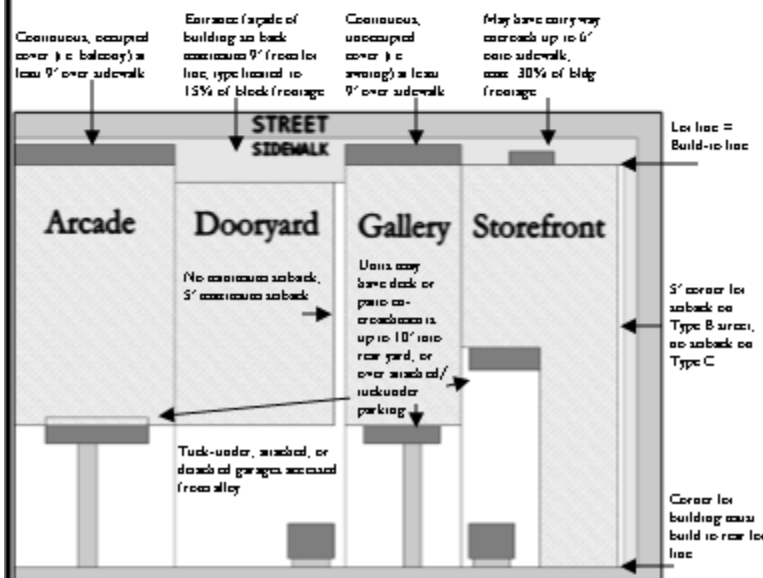 Continuous, occupied
cover (i.e. balcony) at
least 9' over sidewalk
Entrance façade of
building set back
maximum 9' from lot
line, type limited to
15% of block frontage
Continuous,
unoccupied
cover (i.e.
awning) at least
9' over sidewalk
May have entry way
encroach up to 6'
onto sidewalk,
max. 30% of bldg
frontage
STREET
SIDEWALK
Lot line =
Build-to line
Arcade
Dooryard
Gallery
Storefront
No minimum setback,
5' maximum setback
Units may
have deck or
patio en-
croachments
up to 10' into
rear yard, or
over attached/
tuckunder
parking
5' corner lot
setback on
Type B street,
no setback on
Type C
Tuck-under, attached, or
detached garages accessed
from alley
Corner lot
building must
build to rear lot
line